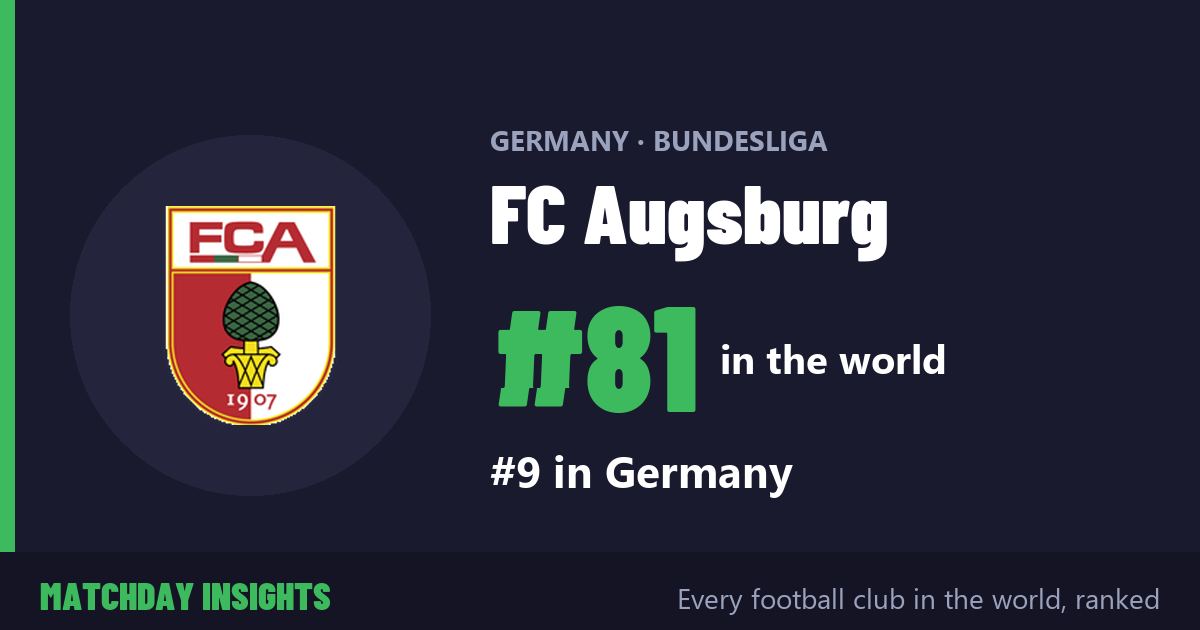 GERMANY · BUNDESLIGA
FC Augsburg
FCA
#81 in the world
1907
#9 in Germany
MATCHDAY INSIGHTS
Every football club in the world, ranked